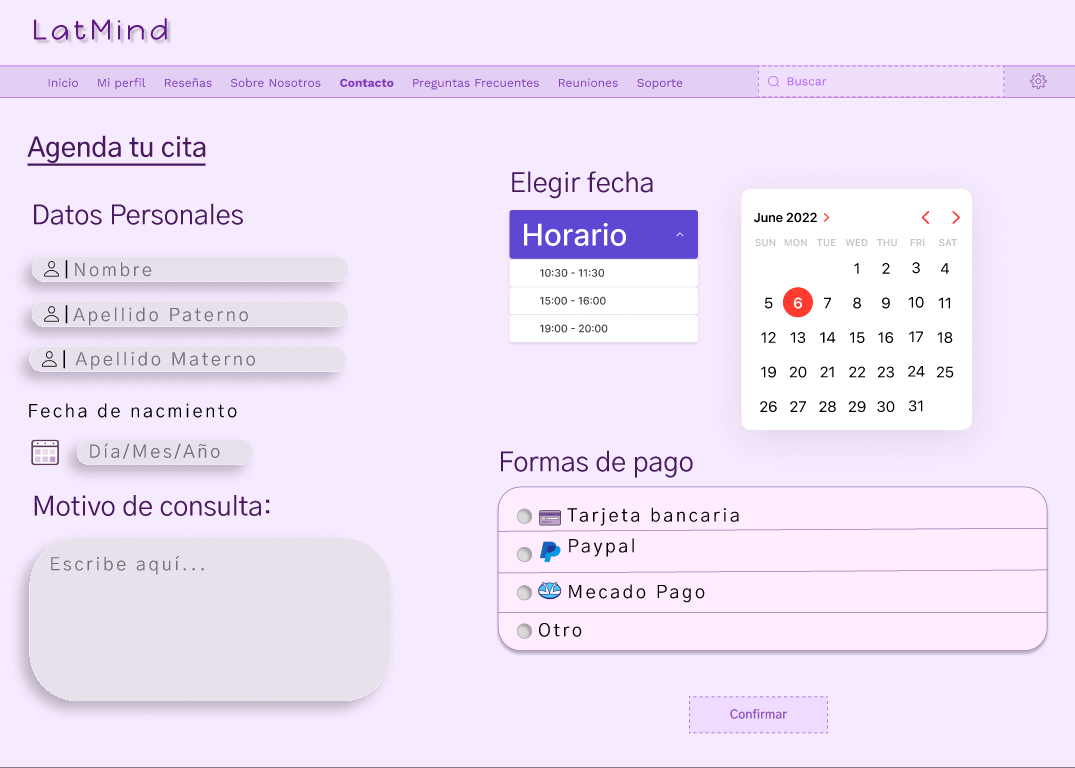 LatMind
Inicio Mi perfil Reseñas Sobre Nosotros Contacto Preguntas Frecuentes Reuniones Soporte Buscar
Agenda tu cita
Datos Personales
Nombre
Apellido Paterno
Apellido Materno
Fecha de nacmiento
Día/Mes/Año
Motivo de consulta:
Escribe aquí...
Elegir fecha
Horario
10:30 - 11:30
15:00 - 16:00
19:00 - 20:00
June 2022
SUN MON TUE WED THU FRI SAT
1 2 3 4
5 6 7 8 9 10 11
12 13 14 15 16 17 18
19 20 21 22 23 24 25
26 27 28 29 30 31
Formas de pago
Tarjeta bancaria
Paypal
Mecado Pago
Otro
Confirmar